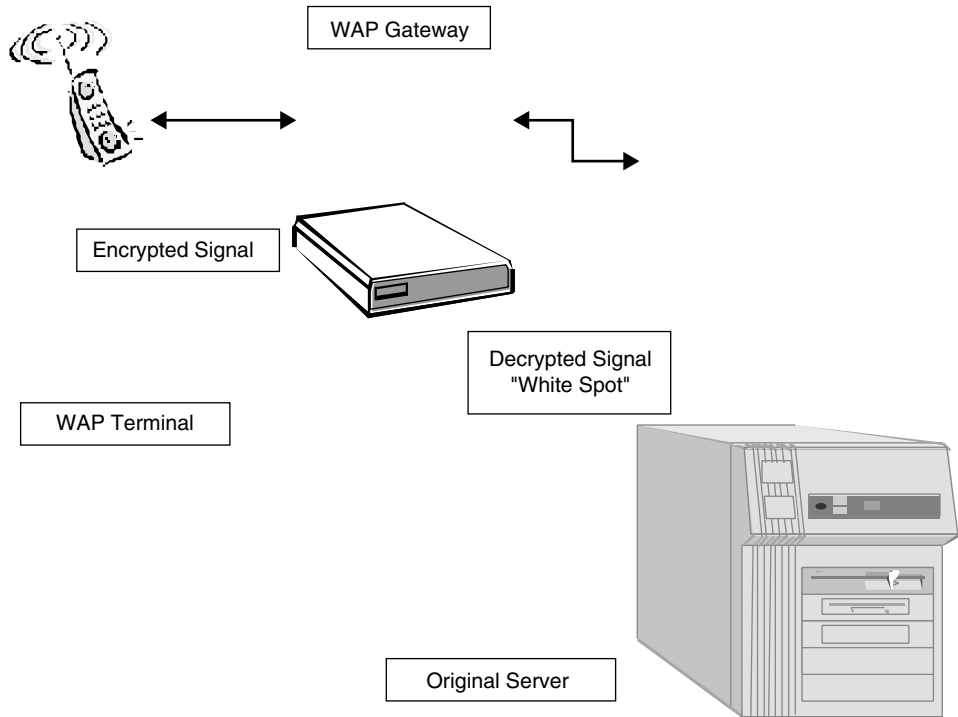 WAP Gateway
Encrypted Signal
Decrypted Signal
"White Spot"
WAP Terminal
Original Server